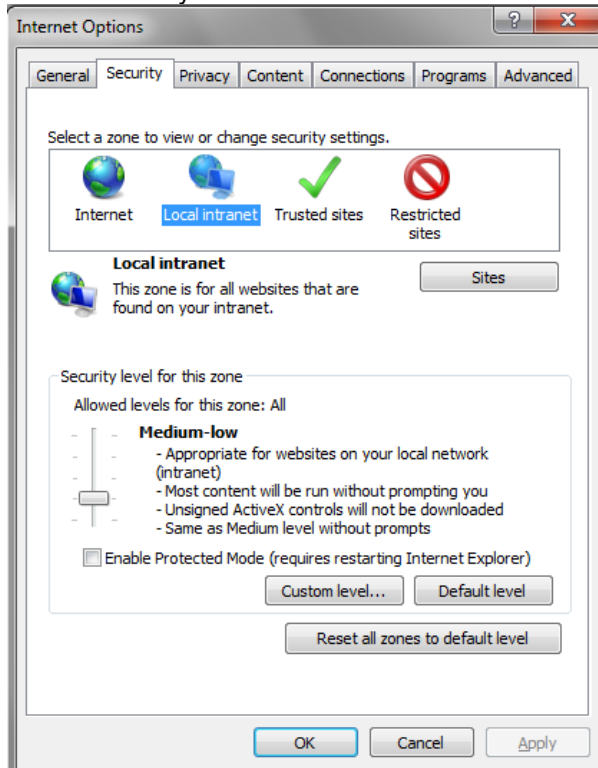 Internet Options
General Security Privacy Content Connections Programs Advanced
Select a zone to view or change security settings.
Internet Local intranet Trusted sites Restricted
sites
Local intranet
Sites
This zone is for all websites that are
found on your intranet.
Security level for this zone
Allowed levels for this zone: All
Medium-low
- Appropriate for websites on your local network
(intranet)
- Most content will be run without prompting you
- Unsigned ActiveX controls will not be downloaded
- Same as Medium level without prompts
Enable Protected Mode (requires restarting Internet Explorer)
Custom level... Default level
Reset all zones to default level
OK Cancel Apply